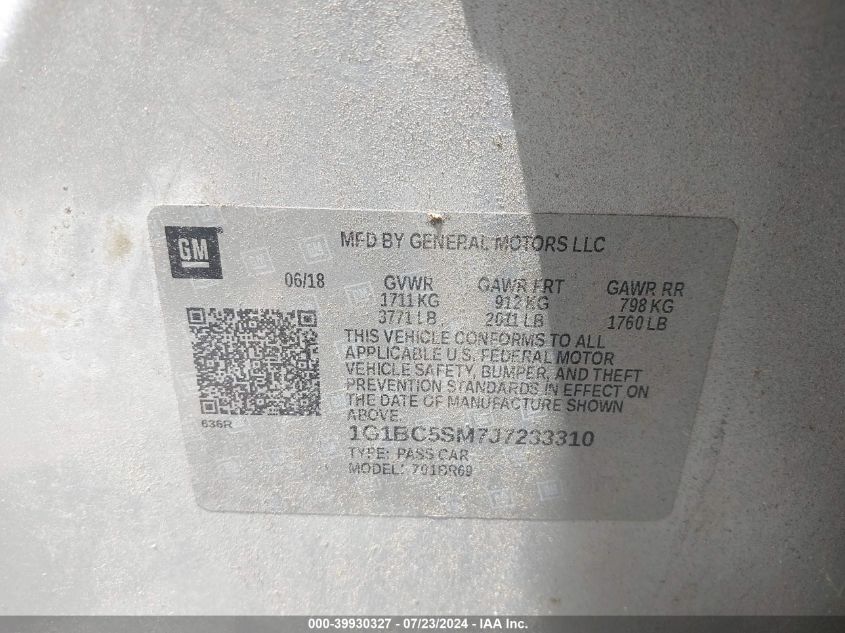 GM
MFD BY GENERAL MOTORS LLC
06/18 GVWR GAWR FRT GAWR RR
1711 KG 912 KG 798 KG
3771 LB 2011 LB 1760 LB
THIS VEHICLE CONFORMS TO ALL
APPLICABLE U.S. FEDERAL MOTOR
VEHICLE SAFETY, BUMPER, AND THEFT
PREVENTION STANDARDS IN EFFECT ON
THE DATE OF MANUFACTURE SHOWN
ABOVE.
636R
1G1BC5SM7J7233310
TYPE: PASS CAR
MODEL:
000-39930327 / 07/23/2024 - IAA Inc.